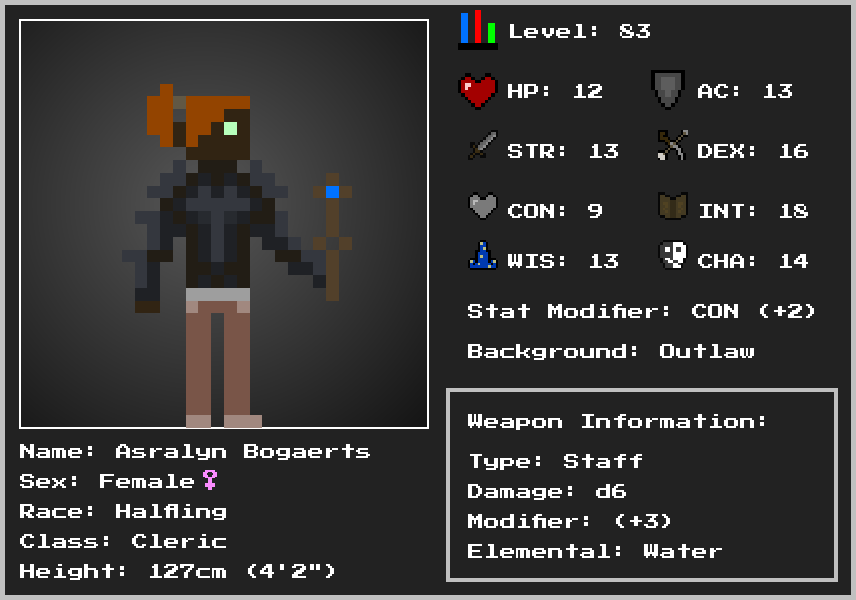 Level: 83
HP: 12 AC: 13
STR: 13 DEX: 16
CON: 9 INT: 18
WIS: 13 CHA: 14
Stat Modifier: CON (+2)
Background: Outlaw
Weapon Information:
Type: Staff
Damage: d6
Modifier: (+3)
Elemental: Water
Name: Asralyn Bogaerts
Sex: Female♀
Race: Halfling
Class: Cleric
Height: 127cm (4'2")